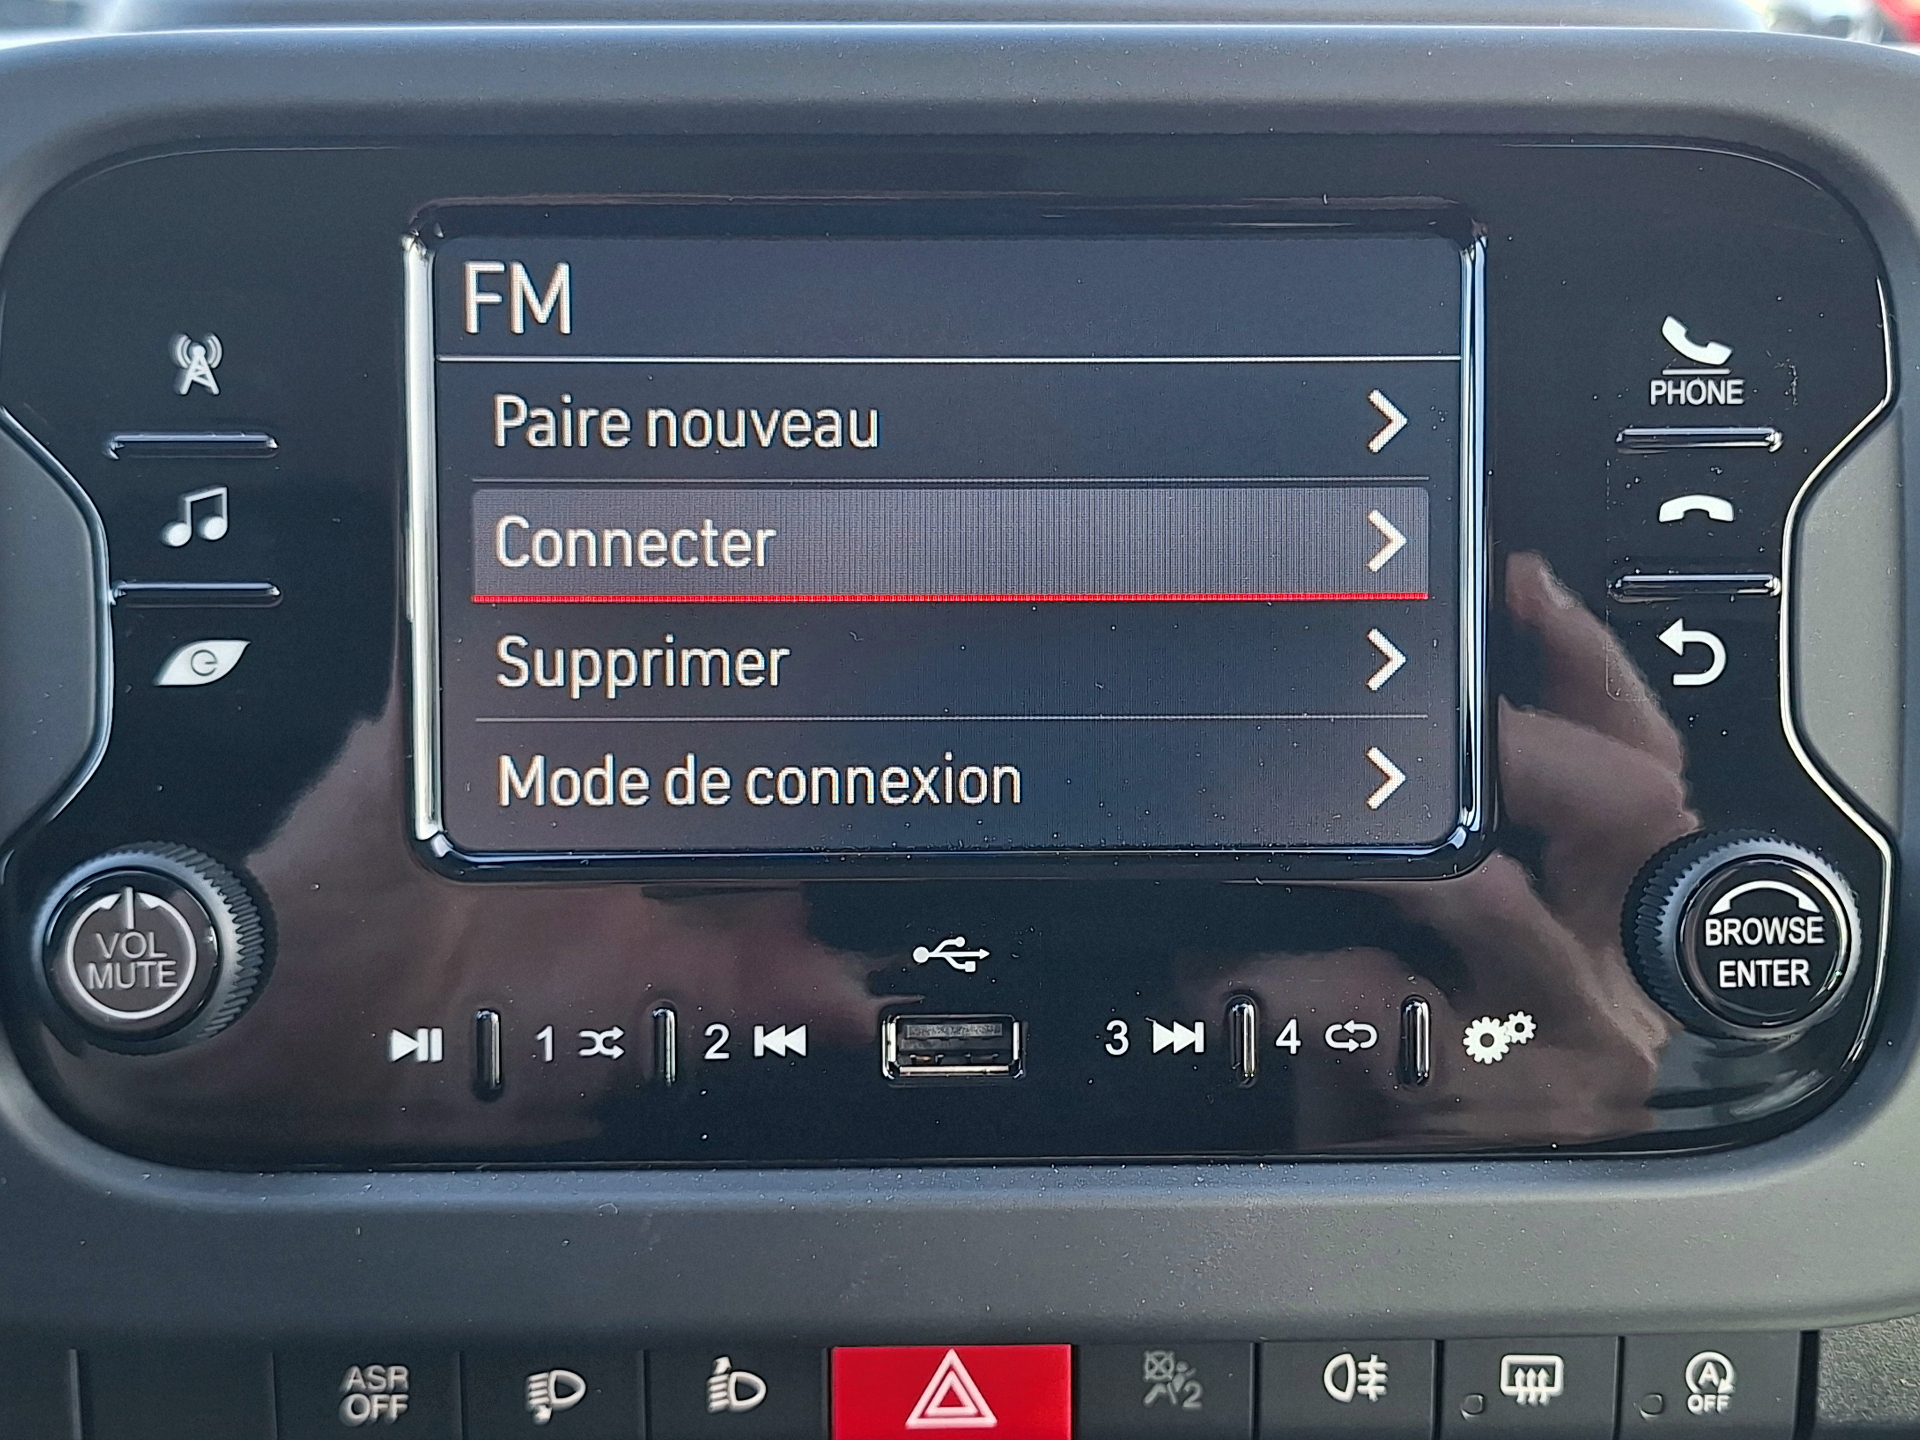 FM
Paire nouveau
Connecter
Supprimer
Mode de connexion
PHONE
VOL
MUTE
BROWSE
ENTER
1
2
3
4
ASR
OFF
2
A
OFF